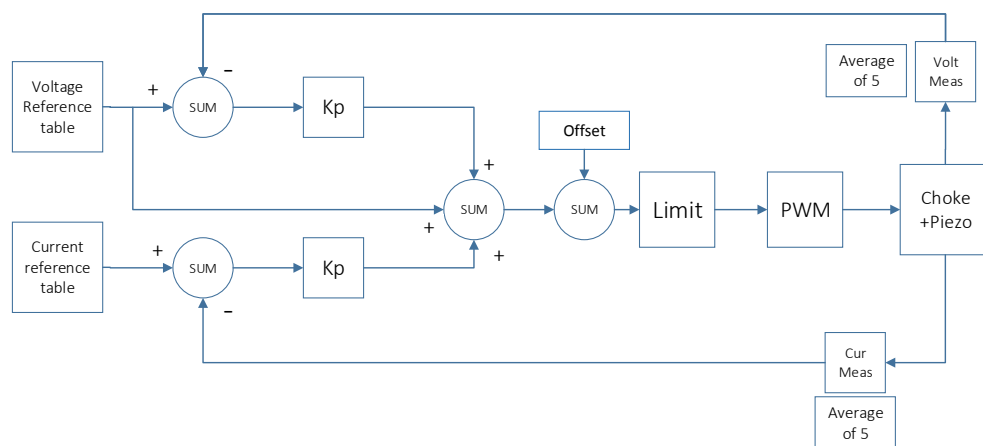 Average
of 5
Volt
Meas
Voltage
Reference
table
+
−
SUM
Kp
Offset
+
SUM
+
+
SUM
Limit
PWM
Choke
+Piezo
Current
reference
table
+
SUM
−
Kp
Cur
Meas
Average
of 5